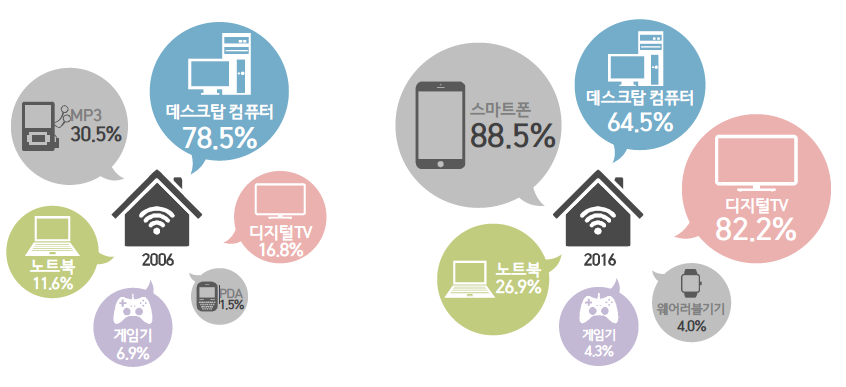 데스크탑 컴퓨터
78.5%
MP3
30.5%
디지털TV
16.8%
노트북
11.6%
2006
PDA
1.5%
게임기
6.9%
스마트폰
88.5%
데스크탑 컴퓨터
64.5%
디지털TV
82.2%
노트북
26.9%
2016
웨어러블기기
4.0%
게임기
4.3%